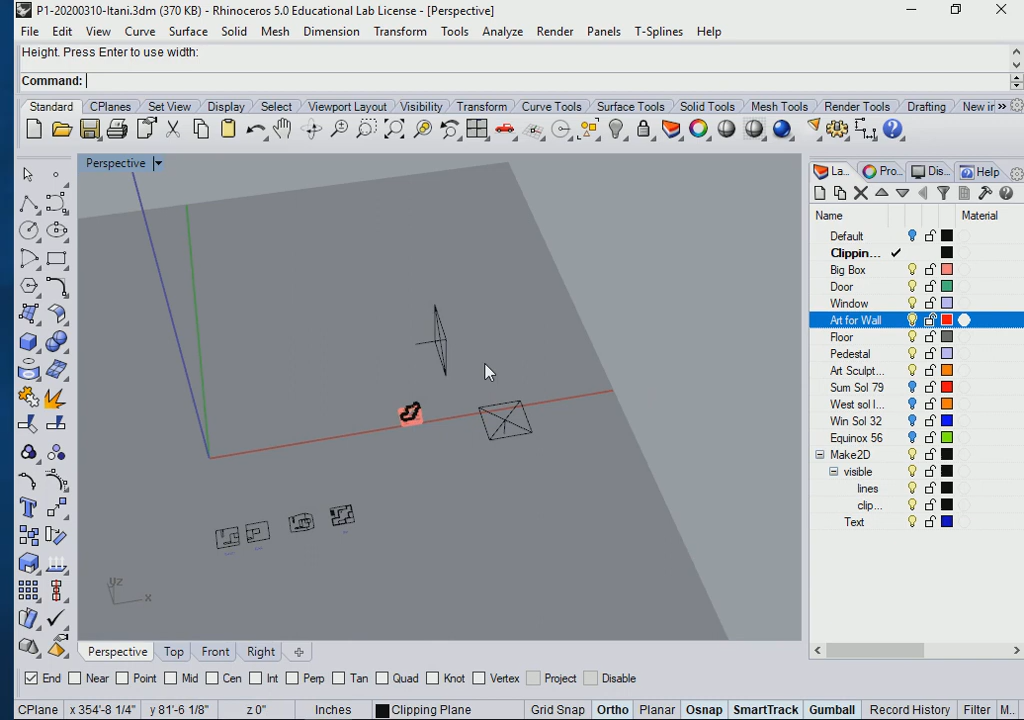 P1-20200310-Itani.3dm (370 KB) - Rhinoceros 5.0 Educational Lab License - [Perspective]
File Edit View Curve Surface Solid Mesh Dimension Transform Tools Analyze Render Panels T-Splines Help
Height. Press Enter to use width:
Command:
Standard CPlanes Set View Display Select Viewport Layout Visibility Transform Curve Tools Surface Tools Solid Tools Mesh Tools Render Tools Drafting New in »
Perspective
La... Pro... Dis... Help
Name Material
Default
Clippin...
Big Box
Door
Window
Art for Wall
Floor
Pedestal
Art Sculpt...
Sum Sol 79
West sol l...
Win Sol 32
Equinox 56
Make2D
visible
lines
clip...
Text
yz
x
Perspective Top Front Right
End Near Point Mid Cen Int Perp Tan Quad Knot Vertex Project Disable
CPlane x 354'-8 1/4" y 81'-6 1/8" z 0" Inches Clipping Plane Grid Snap Ortho Planar Osnap SmartTrack Gumball Record History Filter M...